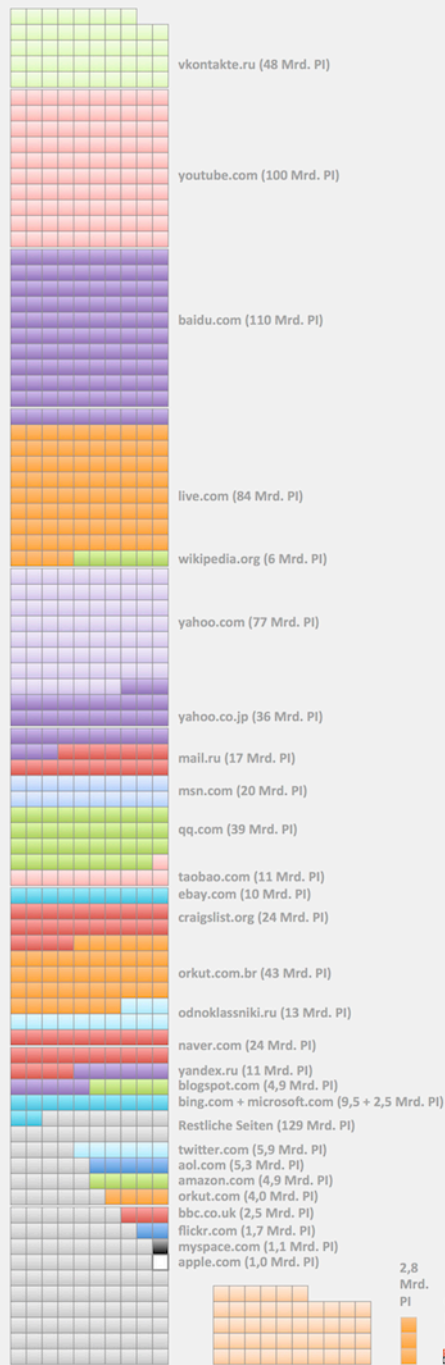 vkontakte.ru (48 Mrd. PI)
youtube.com (100 Mrd. PI)
baidu.com (110 Mrd. PI)
live.com (84 Mrd. PI)
wikipedia.org (6 Mrd. PI)
yahoo.com (77 Mrd. PI)
yahoo.co.jp (36 Mrd. PI)
mail.ru (17 Mrd. PI)
msn.com (20 Mrd. PI)
qq.com (39 Mrd. PI)
taobao.com (11 Mrd. PI)
ebay.com (10 Mrd. PI)
craigslist.org (24 Mrd. PI)
orkut.com.br (43 Mrd. PI)
odnoklassniki.ru (13 Mrd. PI)
naver.com (24 Mrd. PI)
yandex.ru (11 Mrd. PI)
blogspot.com (4,9 Mrd. PI)
bing.com + microsoft.com (9,5 + 2,5 Mrd. PI)
Restliche Seiten (129 Mrd. PI)
twitter.com (5,9 Mrd. PI)
aol.com (5,3 Mrd. PI)
amazon.com (4,9 Mrd. PI)
orkut.com (4,0 Mrd. PI)
bbc.co.uk (2,5 Mrd. PI)
flickr.com (1,7 Mrd. PI)
myspace.com (1,1 Mrd. PI)
apple.com (1,0 Mrd. PI)
2,8
Mrd.
PI